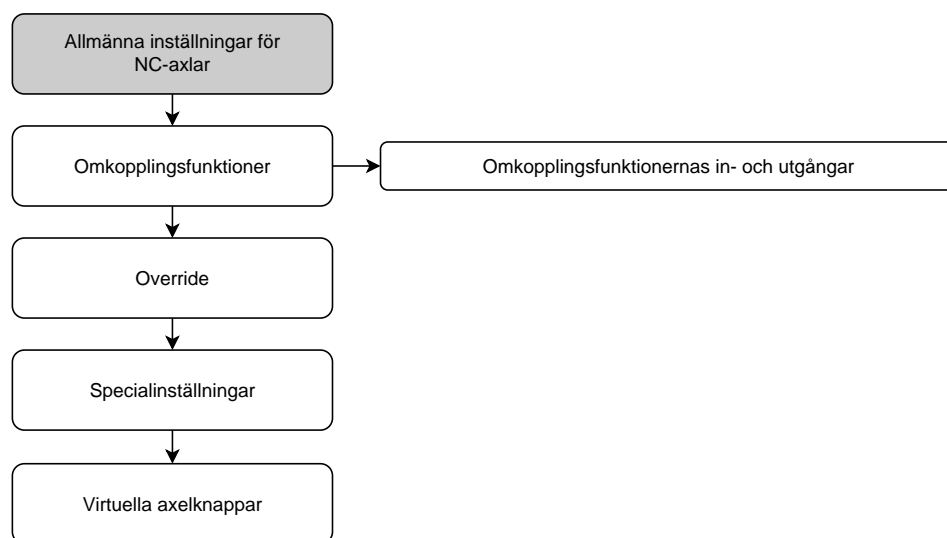 Allmänna inställningar för
NC-axlar
Omkopplingsfunktioner
Omkopplingsfunktionernas in- och utgångar
Override
Specialinställningar
Virtuella axelknappar